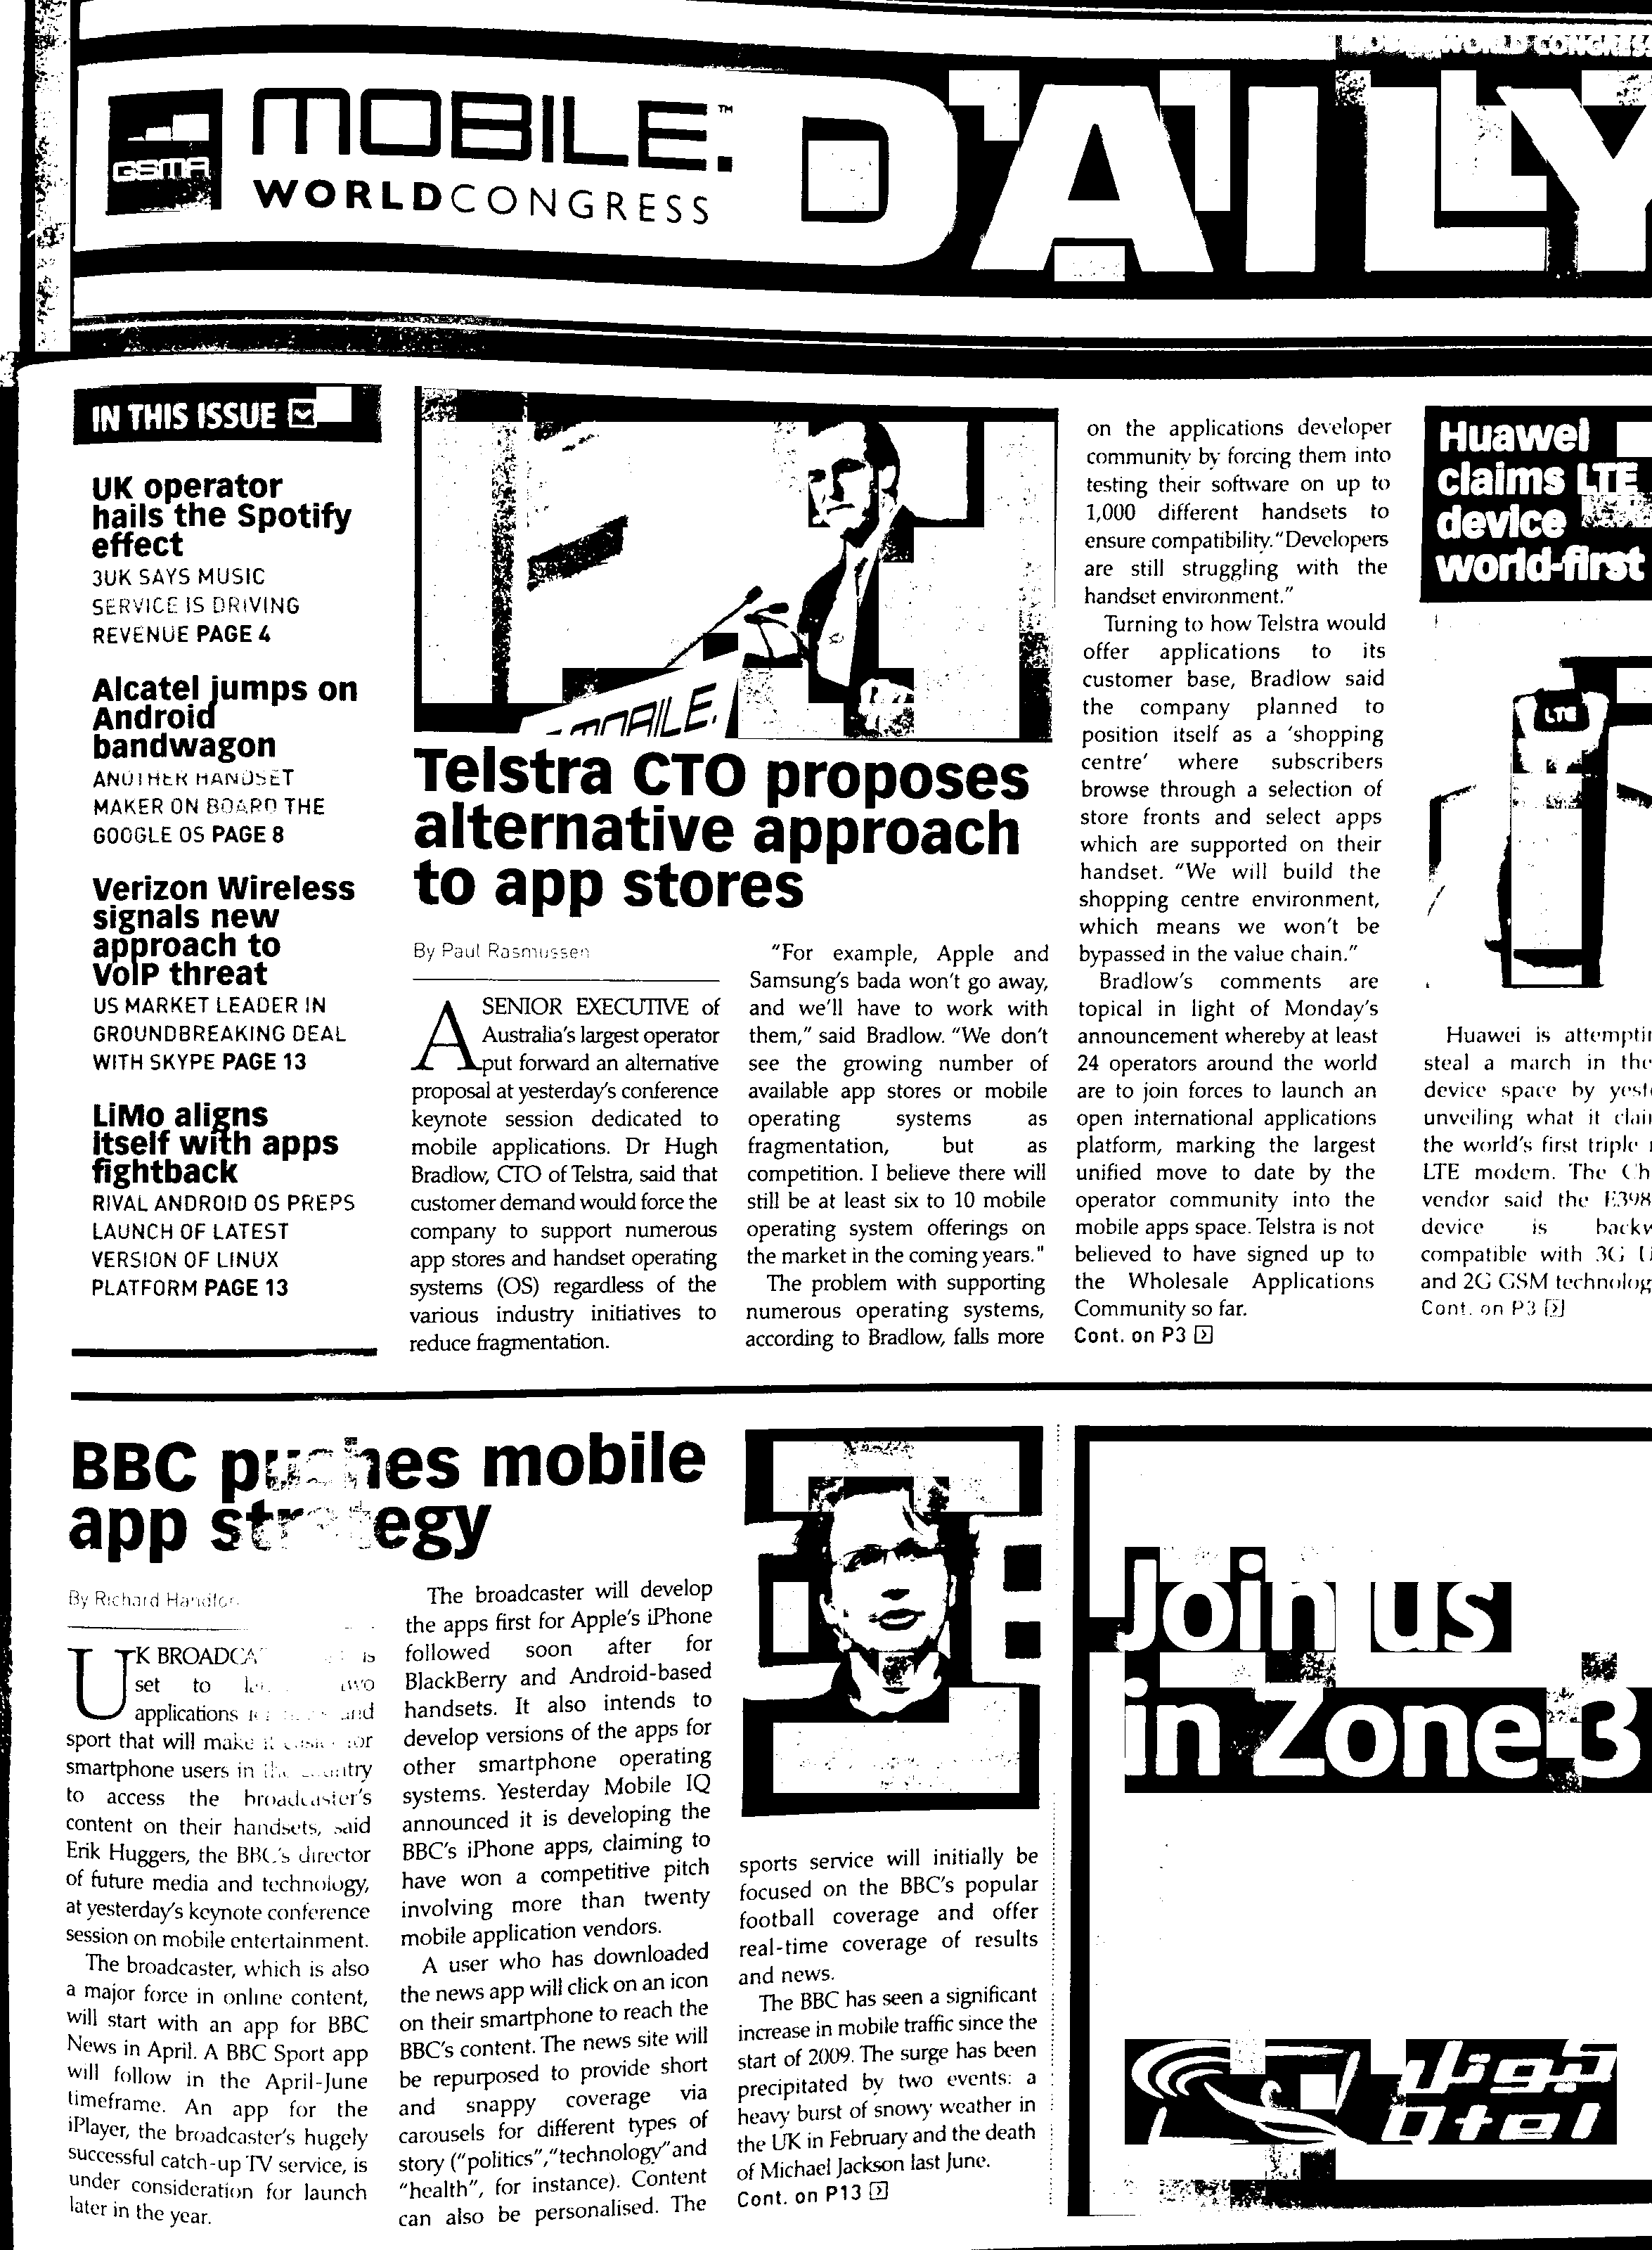 MOBILE WORLD CONGRESS
GSMA
MOBILE.™
WORLDCONGRESS
DAILY
IN THIS ISSUE
UK operator
hails the Spotify
effect
3UK SAYS MUSIC
SERVICE IS DRIVING
REVENUE PAGE 4
Alcatel jumps on
Android
bandwagon
ANOTHER HANDSET
MAKER ON BOARD THE
GOOGLE OS PAGE 8
Verizon Wireless
signals new
approach to
VoIP threat
US MARKET LEADER IN
GROUNDBREAKING DEAL
WITH SKYPE PAGE 13
LiMo aligns
itself with apps
fightback
RIVAL ANDROID OS PREPS
LAUNCH OF LATEST
VERSION OF LINUX
PLATFORM PAGE 13
MOBILE.
Telstra CTO proposes
alternative approach
to app stores
By Paul Rasmussen
A SENIOR EXECUTIVE of
Australia's largest operator
put forward an alternative
proposal at yesterday's conference
keynote session dedicated to
mobile applications. Dr Hugh
Bradlow, CTO of Telstra, said that
customer demand would force the
company to support numerous
app stores and handset operating
systems (OS) regardless of the
various industry initiatives to
reduce fragmentation.
"For example, Apple and
Samsung's bada won't go away,
and we'll have to work with
them," said Bradlow. "We don't
see the growing number of
available app stores or mobile
operating systems as
fragmentation, but as
competition. I believe there will
still be at least six to 10 mobile
operating system offerings on
the market in the coming years."
The problem with supporting
numerous operating systems,
according to Bradlow, falls more
on the applications developer
community by forcing them into
testing their software on up to
1,000 different handsets to
ensure compatibility. "Developers
are still struggling with the
handset environment."
Turning to how Telstra would
offer applications to its
customer base, Bradlow said
the company planned to
position itself as a 'shopping
centre' where subscribers
browse through a selection of
store fronts and select apps
which are supported on their
handset. "We will build the
shopping centre environment,
which means we won't be
bypassed in the value chain."
Bradlow's comments are
topical in light of Monday's
announcement whereby at least
24 operators around the world
are to join forces to launch an
open international applications
platform, marking the largest
unified move to date by the
operator community into the
mobile apps space. Telstra is not
believed to have signed up to
the Wholesale Applications
Community so far.
Cont. on P3
Huawei
claims LTE
device
world-first
LTE
Huawei is
steal a march in the
device space by
unveiling what it
the world's first triple
LTE modem. The
vendor said the E398
device is
compatible with 3G
and 2G GSM
Cont. on P3
BBC pushes mobile
app strategy
By Richard
UK is
set to two
applications and
sport that will make it for
smartphone users in the country
to access the broadcaster's
content on their handsets, said
Erik Huggers, the BBC's director
of future media and technology,
at yesterday's keynote conference
session on mobile entertainment.
The broadcaster, which is also
a major force in online content,
will start with an app for BBC
News in April. A BBC Sport app
will follow in the April-June
timeframe. An app for the
iPlayer, the broadcaster's hugely
successful catch-up TV service, is
under consideration for launch
later in the year.
The broadcaster will develop
the apps first for Apple's iPhone
followed soon after for
BlackBerry and Android-based
handsets. It also intends to
develop versions of the apps for
other smartphone operating
systems. Yesterday Mobile IQ
announced it is developing the
BBC's iPhone apps, claiming to
have won a competitive pitch
involving more than twenty
mobile application vendors.
A user who has downloaded
the news app will click on an icon
on their smartphone to reach the
BBC's content. The news site will
be repurposed to provide short
and snappy coverage via
carousels for different types of
story ("politics", "technology" and
"health", for instance). Content
can also be personalised. The
sports service will initially be
focused on the BBC's popular
football coverage and offer
real-time coverage of results
and news.
The BBC has seen a significant
increase in mobile traffic since the
start of 2009. The surge has been
precipitated by two events: a
heavy burst of snowy weather in
the UK in February and the death
of Michael Jackson last June.
Cont. on P13
Join us
in Zone 3
كيوتل
Qtel